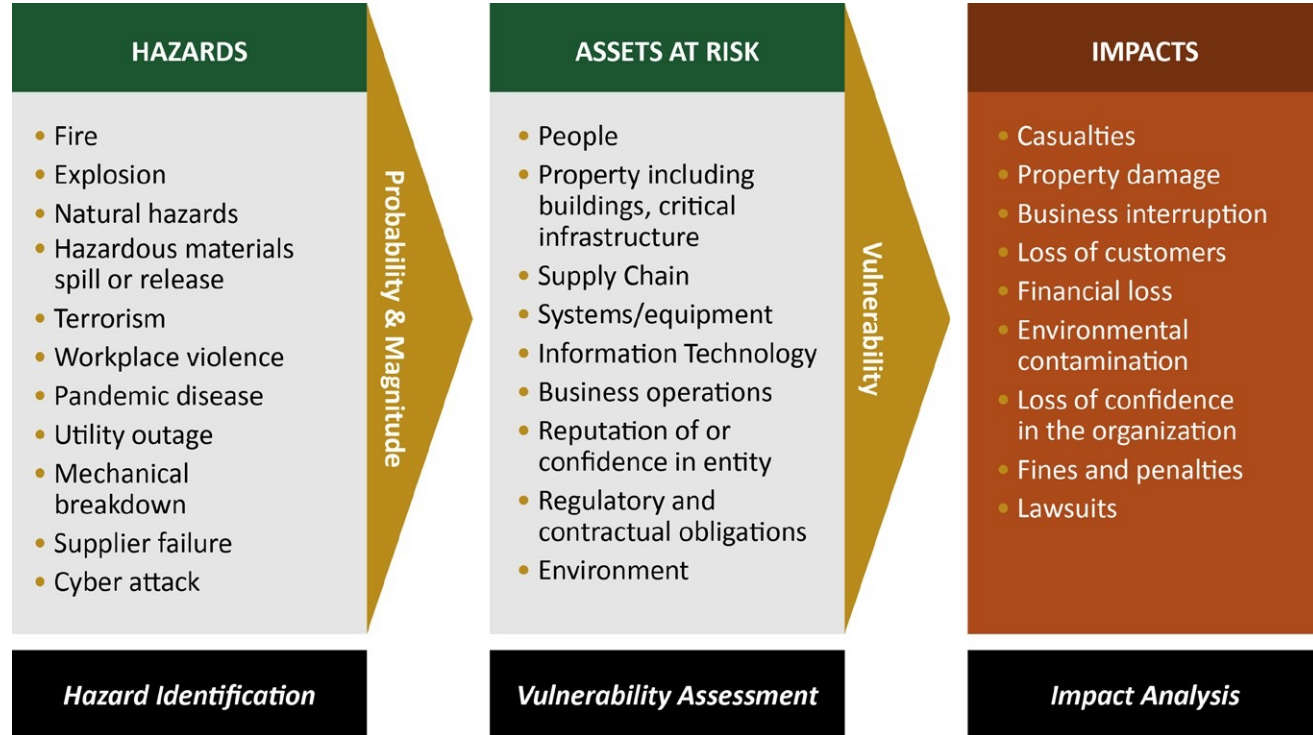 HAZARDS
• Fire
• Explosion
• Natural hazards
• Hazardous materials
spill or release
• Terrorism
• Workplace violence
• Pandemic disease
• Utility outage
• Mechanical
breakdown
• Supplier failure
• Cyber attack
Hazard Identification
Probability & Magnitude
ASSETS AT RISK
• People
• Property including
buildings, critical
infrastructure
• Supply Chain
• Systems/equipment
• Information Technology
• Business operations
• Reputation of or
confidence in entity
• Regulatory and
contractual obligations
• Environment
Vulnerability Assessment
Vulnerability
IMPACTS
• Casualties
• Property damage
• Business interruption
• Loss of customers
• Financial loss
• Environmental
contamination
• Loss of confidence
in the organization
• Fines and penalties
• Lawsuits
Impact Analysis